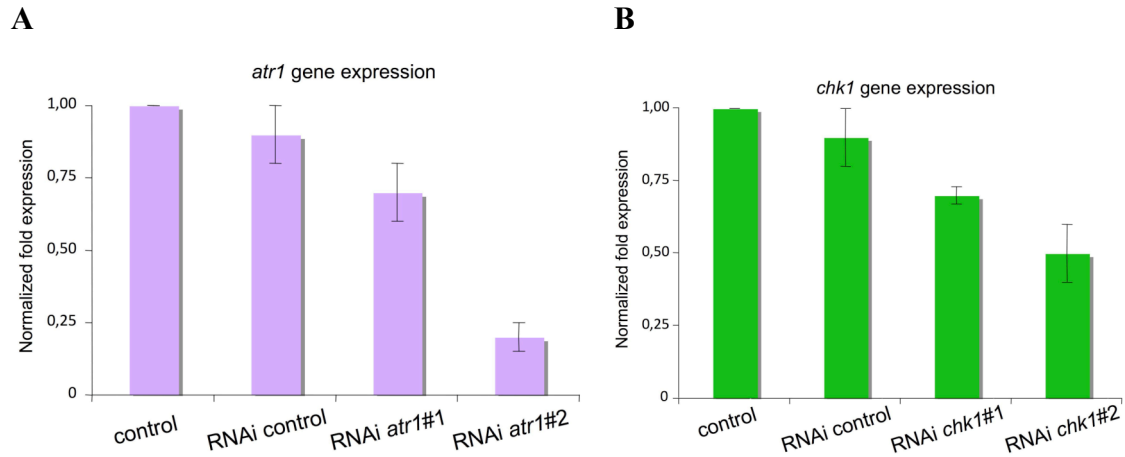 A
atr1 gene expression
Normalized fold expression
1,00
0,75
0,50
0,25
0
control
RNAi control
RNAi atr1#1
RNAi atr1#2
B
chk1 gene expression
Normalized fold expression
1,00
0,75
0,50
0,25
0
control
RNAi control
RNAi chk1#1
RNAi chk1#2